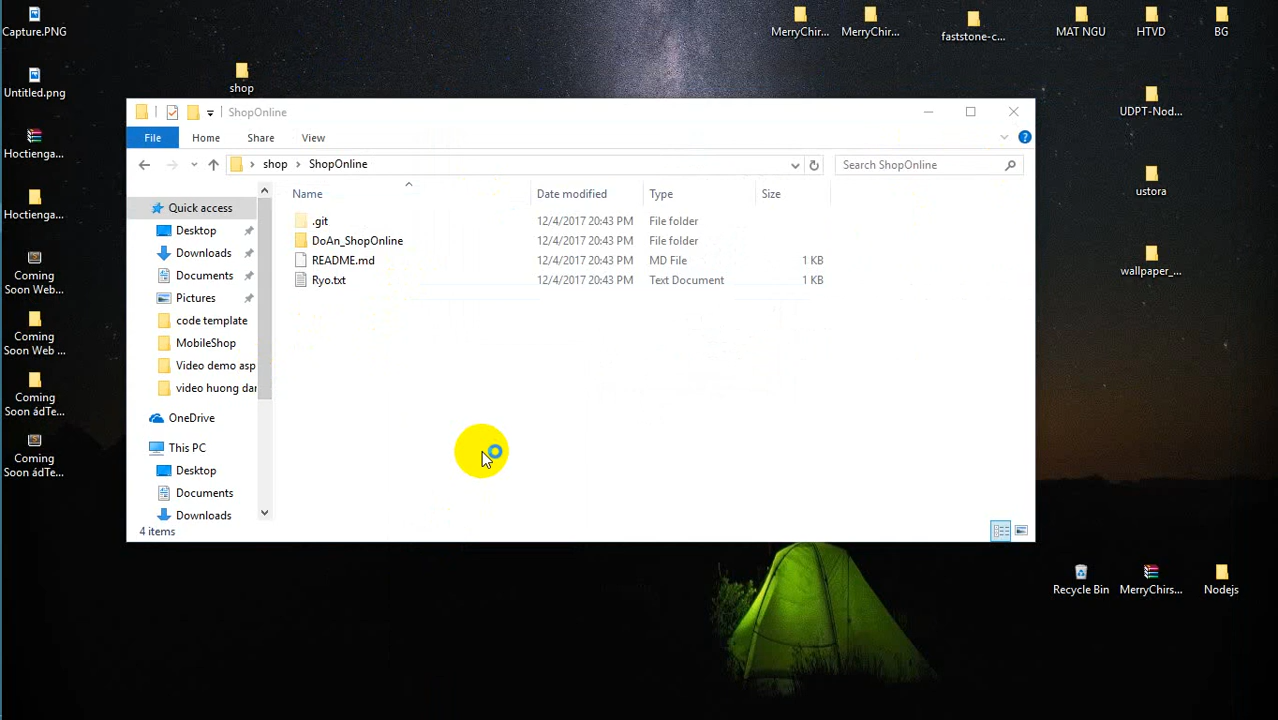 Capture.PNG
MerryChir...
MerryChir...
faststone-c...
MAT NGU
HTVD
BG
Untitled.png
shop
ShopOnline
UDPT-Nod...
File
Home
Share
View
?
Hoctienga...
shop
ShopOnline
Search ShopOnline
Name
Date modified
Type
Size
ustora
Quick access
Hoctienga...
.git
12/4/2017 20:43 PM
File folder
Desktop
DoAn_ShopOnline
12/4/2017 20:43 PM
File folder
Downloads
README.md
12/4/2017 20:43 PM
MD File
1 KB
Documents
Ryo.txt
12/4/2017 20:43 PM
Text Document
1 KB
Coming
Soon Web...
wallpaper_...
Pictures
code template
MobileShop
Coming
Soon Web ...
Video demo asp
video huong dar
Coming
Soon ádTe...
OneDrive
This PC
Coming
Soon ádTe...
Desktop
Documents
Downloads
4 items
Recycle Bin
MerryChirs...
Nodejs